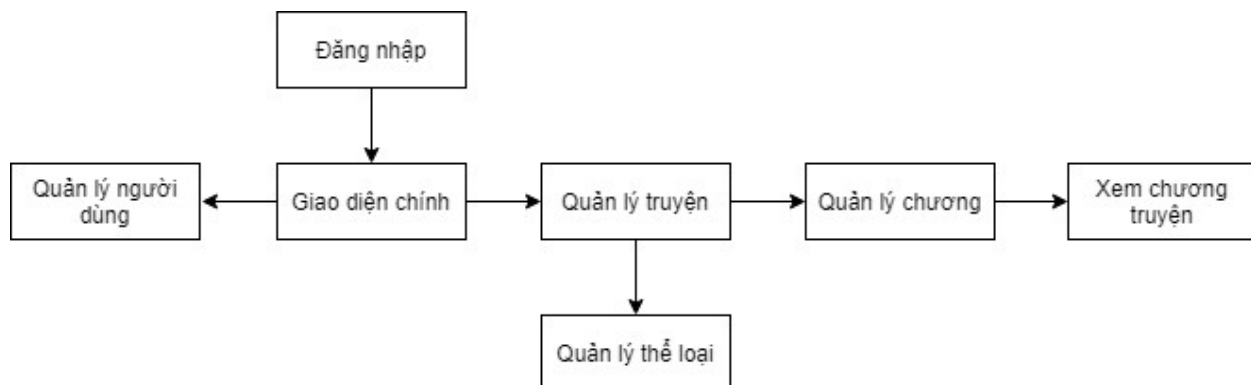 Đăng nhập
Quản lý người
dùng
Giao diện chính
Quản lý truyện
Quản lý chương
Xem chương
truyện
Quản lý thể loại